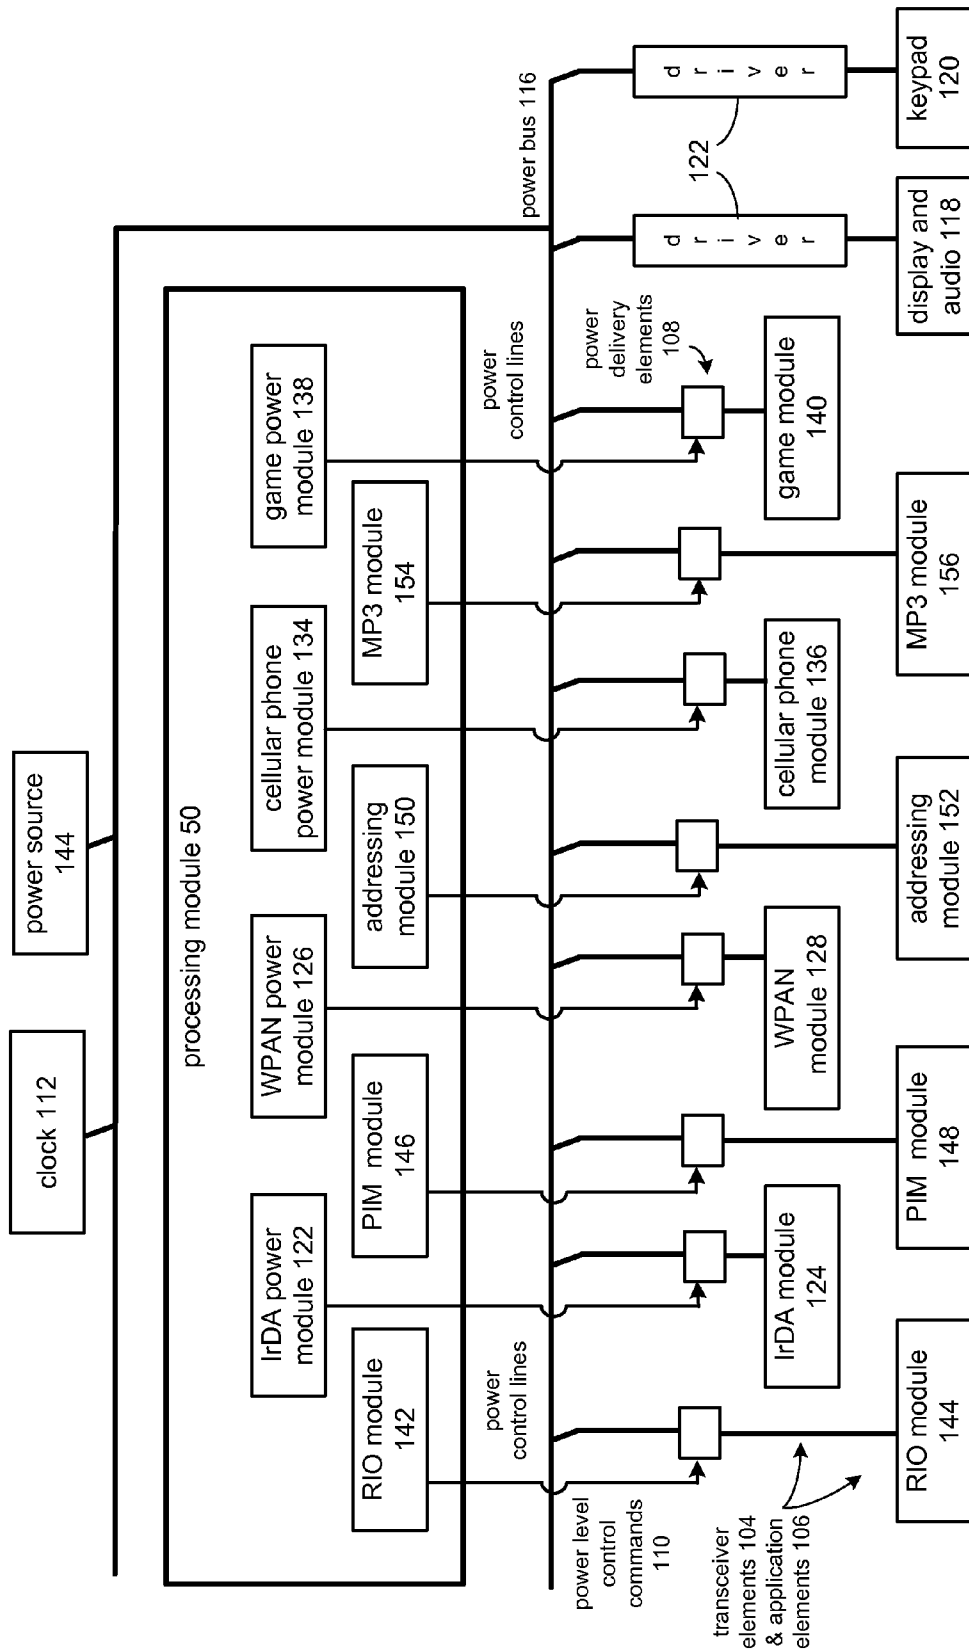 clock 112
power source
144
processing module 50
IrDA power
module 122
WPAN power
module 126
cellular phone
power module 134
game power
module 138
RIO module
142
PIM module
146
addressing
module 150
MP3 module
154
power
control lines
power
control lines
power bus 116
power level
control
commands
110
power
delivery
elements
108
driver
driver
122
transceiver
elements 104
& application
elements 106
IrDA module
124
WPAN
module 128
cellular phone
module 136
game module
140
RIO module
144
PIM module
148
addressing
module 152
MP3 module
156
display and
audio 118
keypad
120